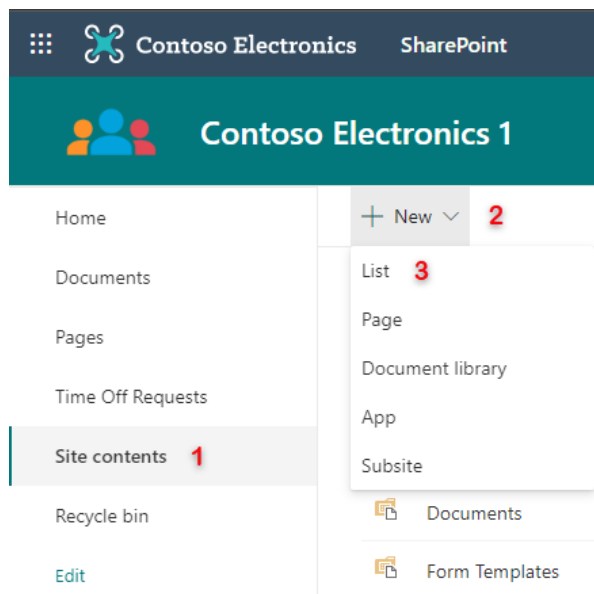 Contoso Electronics SharePoint
Contoso Electronics 1
Home
Documents
Pages
Time Off Requests
Site contents 1
Recycle bin
Edit
New 2
List 3
Page
Document library
App
Subsite
Documents
Form Templates